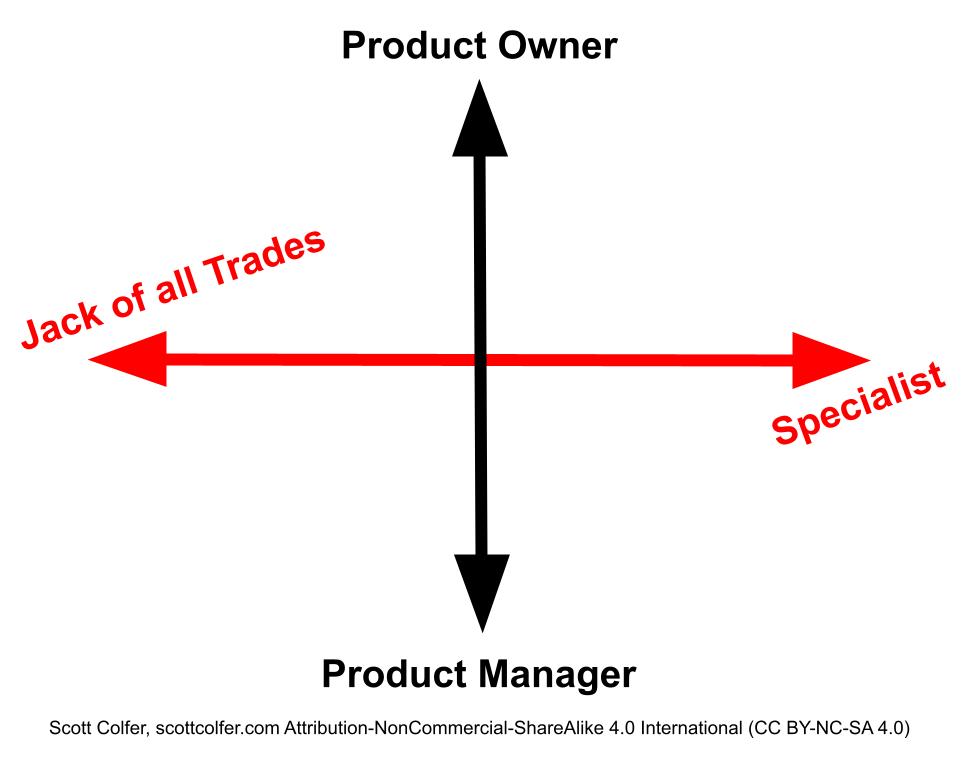 Product Owner
Jack of all Trades
Specialist
Product Manager
Scott Colfer, scottcolfer.com Attribution-NonCommercial-ShareAlike 4.0 International (CC BY-NC-SA 4.0)